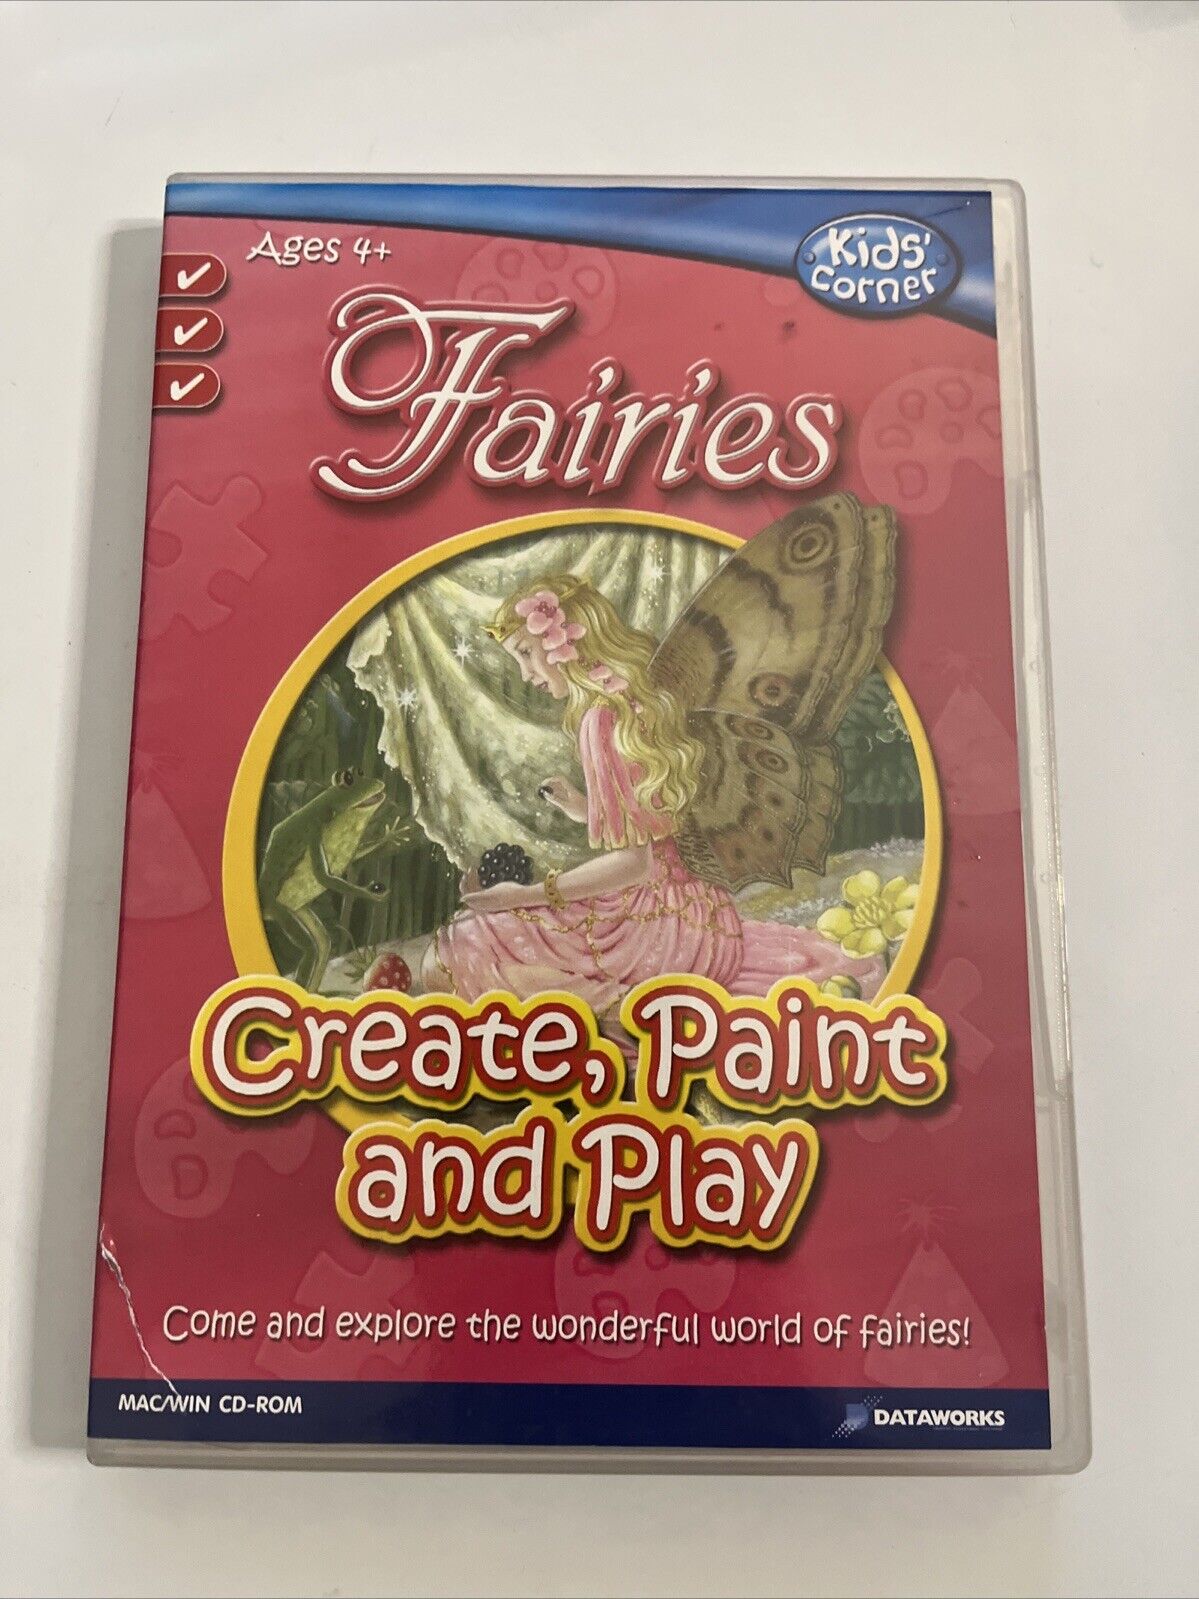 Ages 4+
Kids'
Corner
Fairies
Create, Paint
and Play
Come and explore the wonderful world of fairies!
MAC/WIN CD-ROM
DATAWORKS